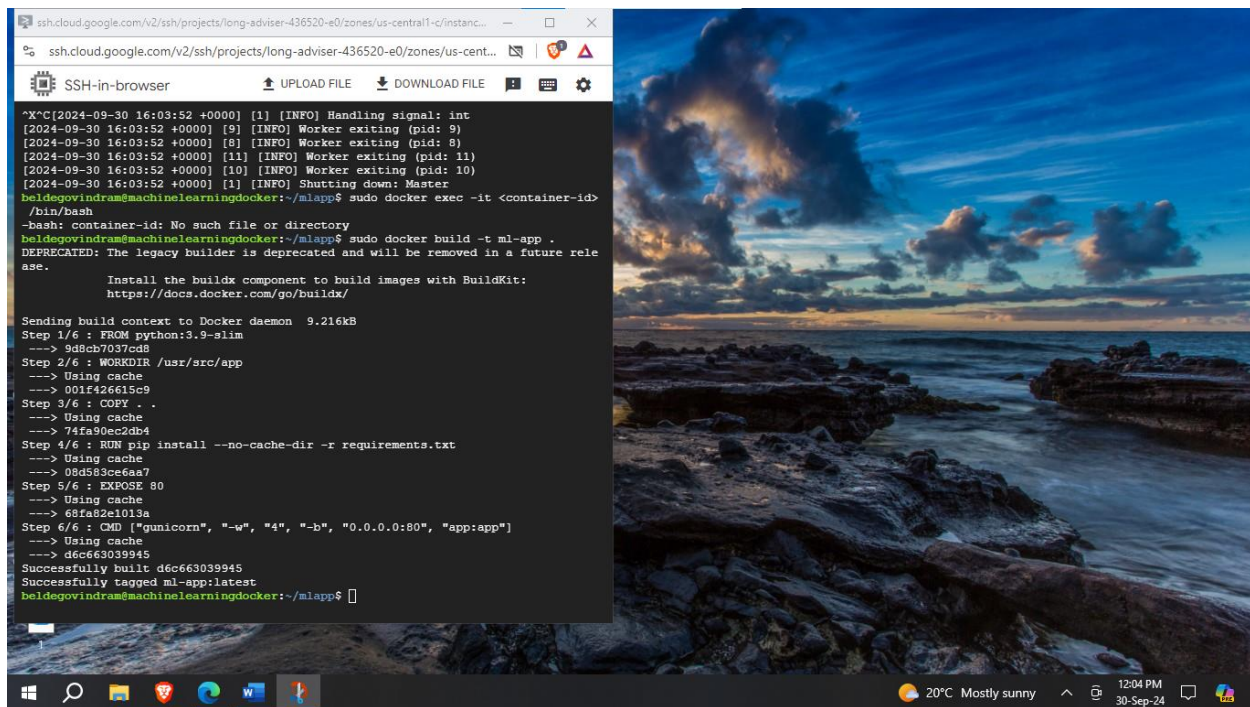 ssh.cloud.google.com/v2/ssh/projects/long-adviser-436520-e0/zones/us-central1-c/instanc...
ssh.cloud.google.com/v2/ssh/projects/long-adviser-436520-e0/zones/us-cent...
SSH-in-browser UPLOAD FILE DOWNLOAD FILE
^X^C[2024-09-30 16:03:52 +0000] [1] [INFO] Handling signal: int
[2024-09-30 16:03:52 +0000] [9] [INFO] Worker exiting (pid: 9)
[2024-09-30 16:03:52 +0000] [8] [INFO] Worker exiting (pid: 8)
[2024-09-30 16:03:52 +0000] [11] [INFO] Worker exiting (pid: 11)
[2024-09-30 16:03:52 +0000] [10] [INFO] Worker exiting (pid: 10)
[2024-09-30 16:03:52 +0000] [1] [INFO] Shutting down: Master
beldegovindram@machinelearningdocker:~/mlapp$ sudo docker exec -it <container-id>
/bin/bash
-bash: container-id: No such file or directory
beldegovindram@machinelearningdocker:~/mlapp$ sudo docker build -t ml-app .
DEPRECATED: The legacy builder is deprecated and will be removed in a future rele
ase.
Install the buildx component to build images with BuildKit:
https://docs.docker.com/go/buildx/
Sending build context to Docker daemon 9.216kB
Step 1/6 : FROM python:3.9-slim
---> 9d8cb7037cd8
Step 2/6 : WORKDIR /usr/src/app
---> Using cache
---> 001f426615c9
Step 3/6 : COPY . .
---> Using cache
---> 74fa90ec2db4
Step 4/6 : RUN pip install --no-cache-dir -r requirements.txt
---> Using cache
---> 08d583ce6aa7
Step 5/6 : EXPOSE 80
---> Using cache
---> 68fa82e1013a
Step 6/6 : CMD ["gunicorn", "-w", "4", "-b", "0.0.0.0:80", "app:app"]
---> Using cache
---> d6c663039945
Successfully built d6c663039945
Successfully tagged ml-app:latest
beldegovindram@machinelearningdocker:~/mlapp$
1
20°C Mostly sunny
12:04 PM
30-Sep-24